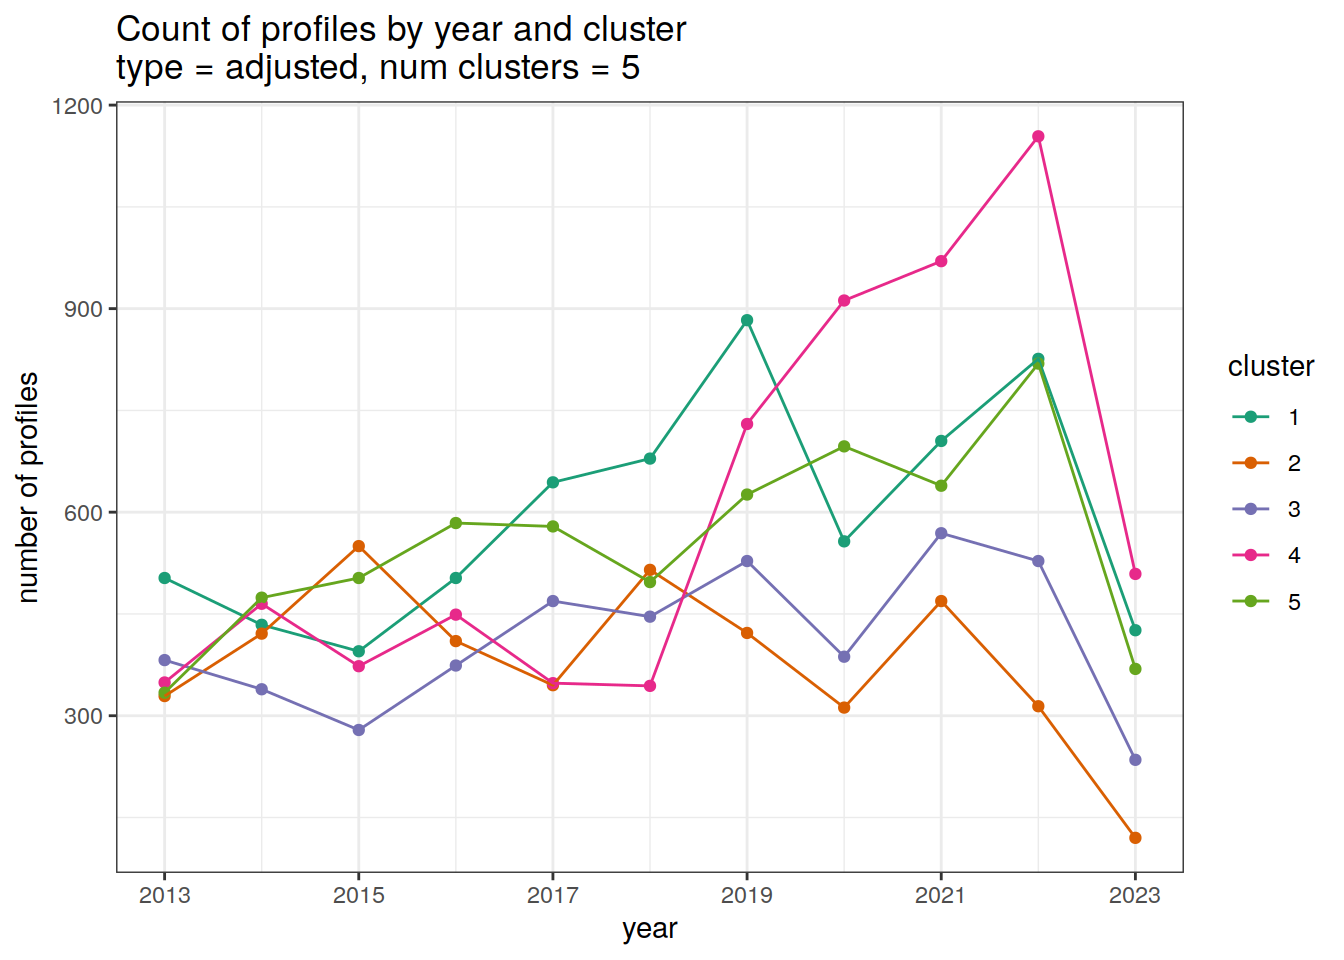 Count of profiles by year and cluster
type = adjusted, num clusters = 5
1200
900
600
300
number of profiles
2013 2015 2017 2019 2021 2023
year
cluster
1
2
3
4
5